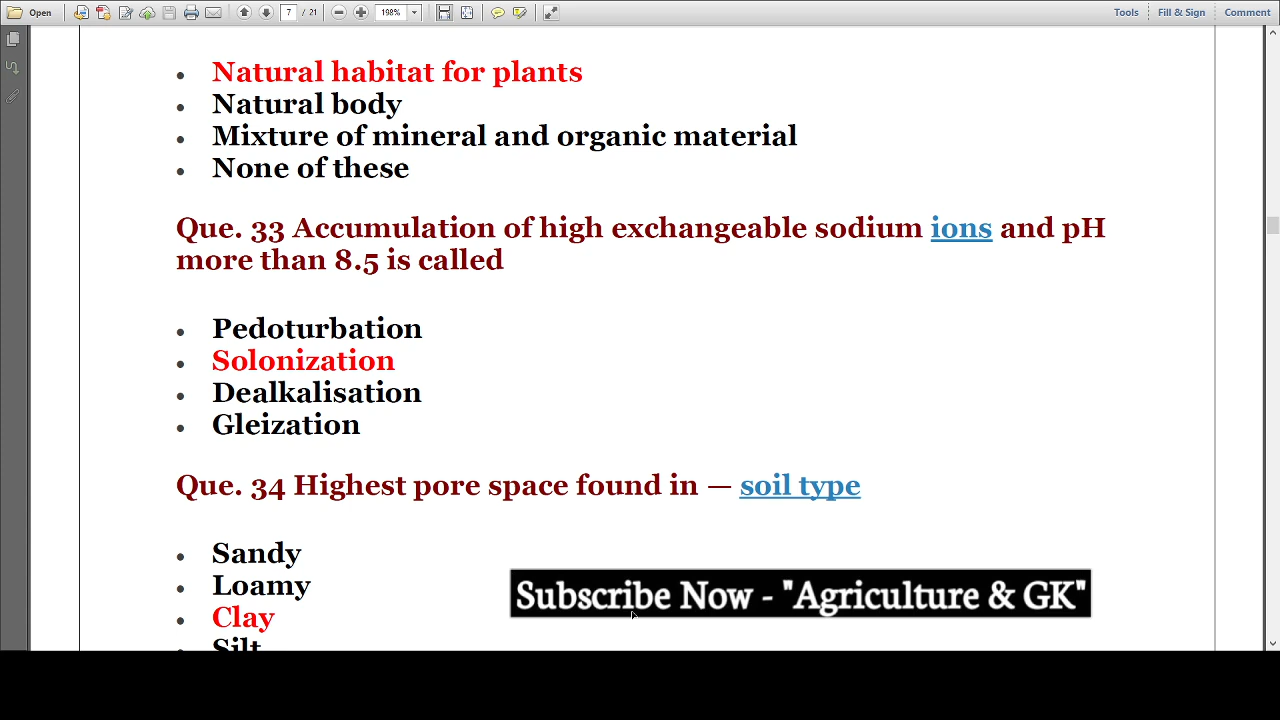 Open
7 / 21
198%
Tools
Fill & Sign
Comment
Natural habitat for plants
Natural body
Mixture of mineral and organic material
None of these
Que. 33 Accumulation of high exchangeable sodium ions and pH
more than 8.5 is called
Pedoturbation
Solonization
Dealkalisation
Gleization
Que. 34 Highest pore space found in — soil type
Sandy
Loamy
Clay
Silt
Subscribe Now - "Agriculture & GK"